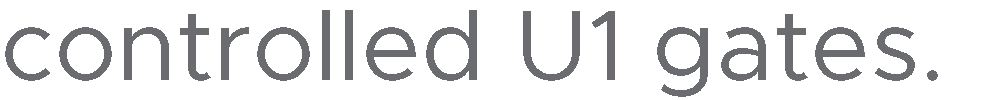 controlled U1 gates.